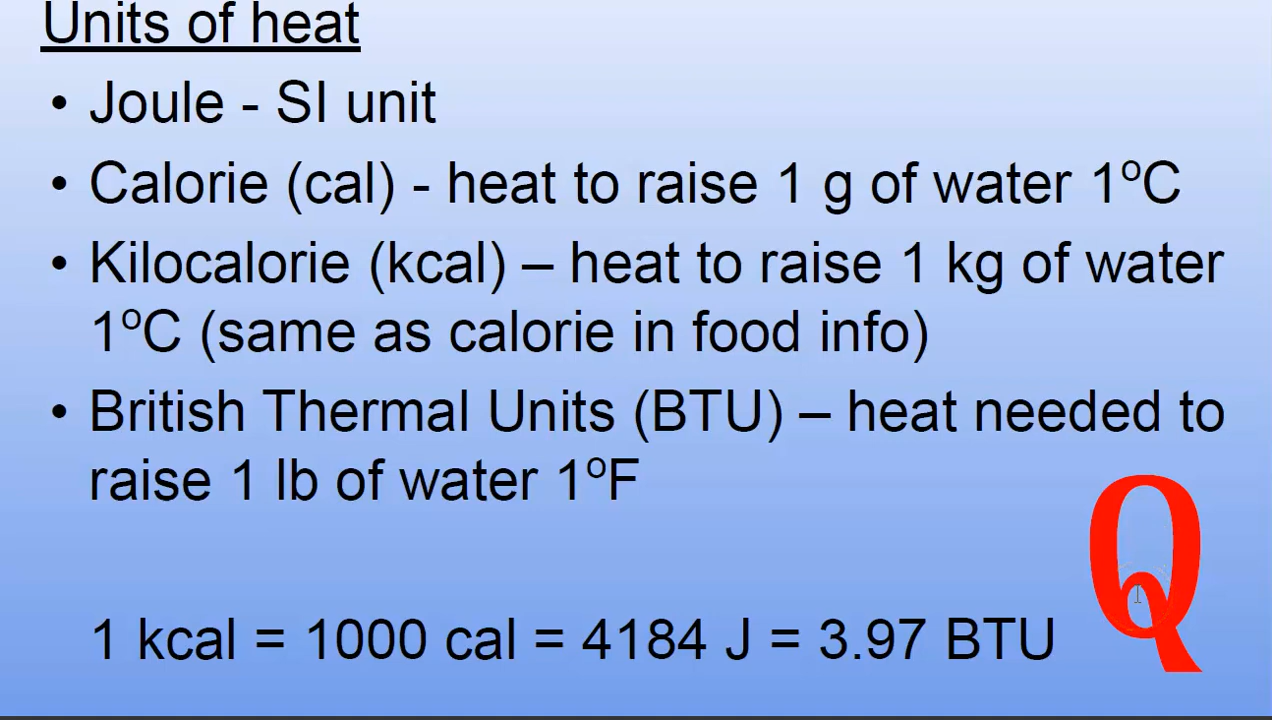 Units of heat
• Joule - SI unit
• Calorie (cal) - heat to raise 1 g of water 1ºC
• Kilocalorie (kcal) – heat to raise 1 kg of water
1ºC (same as calorie in food info)
• British Thermal Units (BTU) – heat needed to
raise 1 lb of water 1ºF
1 kcal = 1000 cal = 4184 J = 3.97 BTU
Q